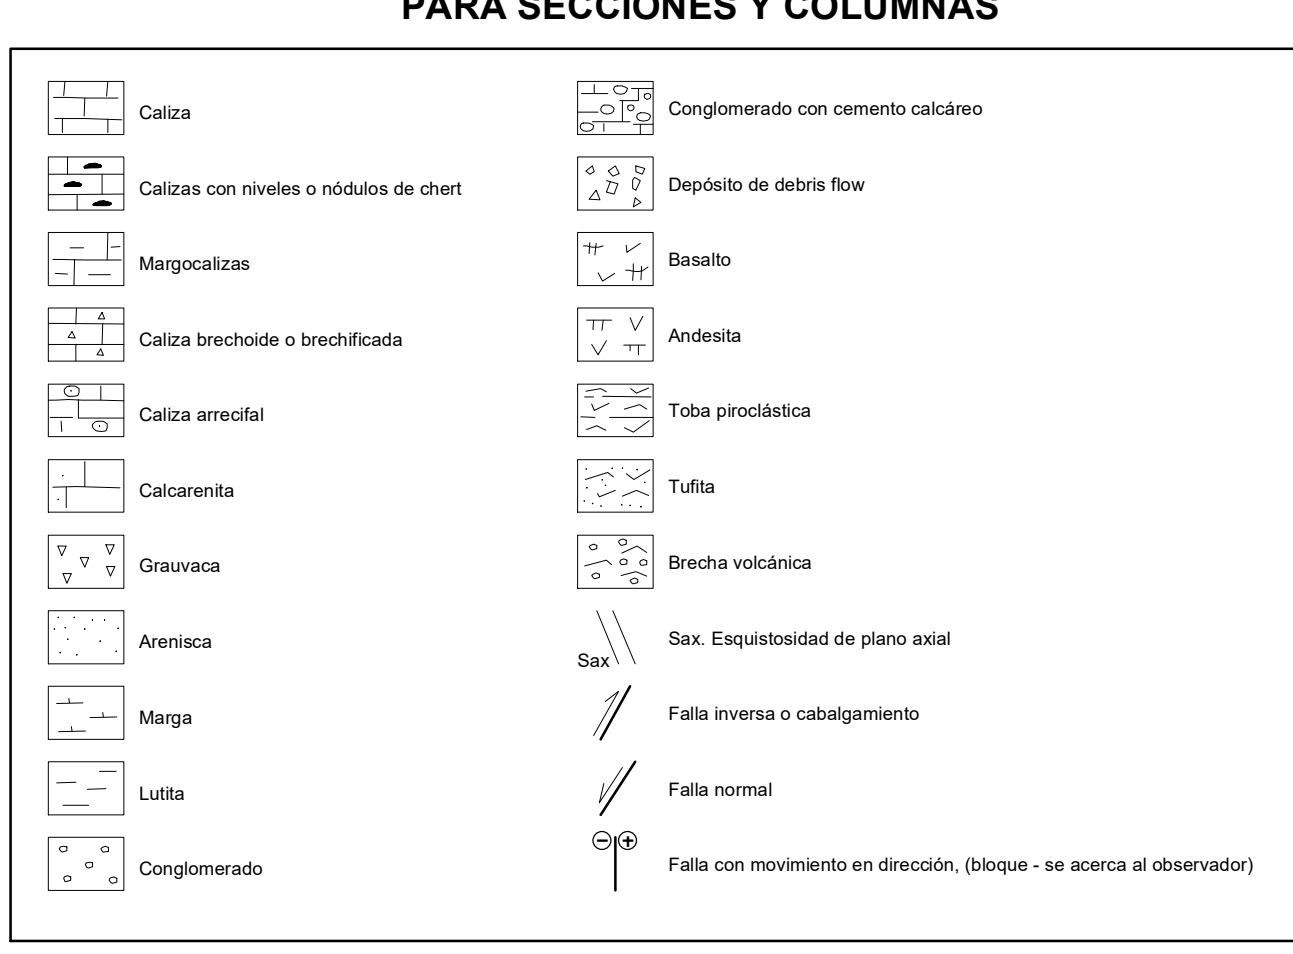 PARA SECCIONES Y COLUMNAS
Caliza
Calizas con niveles o nódulos de chert
Margocalizas
Caliza brechoide o brechificada
Caliza arrecifal
Calcarenita
Grauvaca
Arenisca
Marga
Lutita
Conglomerado
Conglomerado con cemento calcáreo
Depósito de debris flow
Basalto
Andesita
Toba piroclástica
Tufita
Brecha volcánica
Sax
Sax. Esquistosidad de plano axial
Falla inversa o cabalgamiento
Falla normal
Falla con movimiento en dirección, (bloque - se acerca al observador)